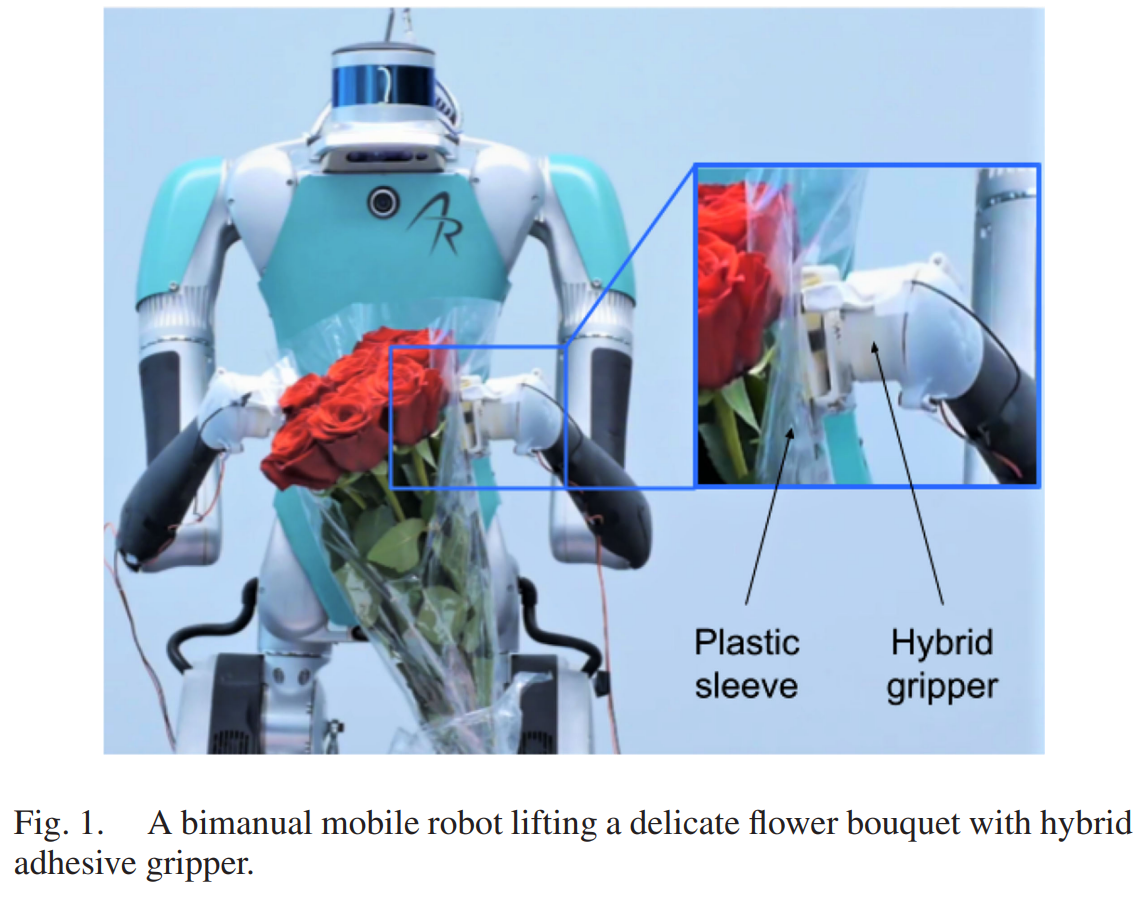 AR
Plastic
sleeve
Hybrid
gripper
Fig. 1. A bimanual mobile robot lifting a delicate flower bouquet with hybrid
adhesive gripper.